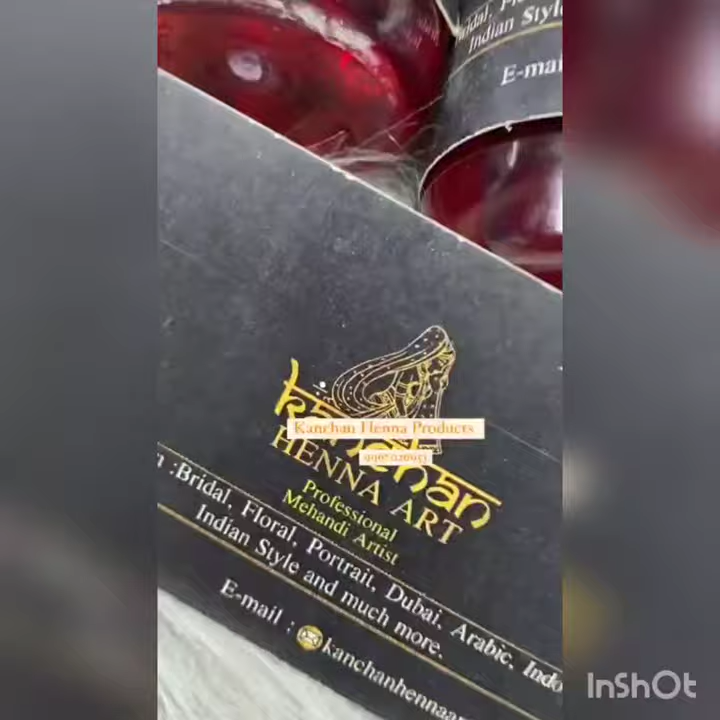 Bridal, Fl
Indian Style
E-mai
Kanchan
Kanchan Henna Products
HENNA ART
Professional
Mehandi Artist
n :Bridal, Floral, Portrait, Dubai, Arabic, Indo
Indian Style and much more.
E-mail : kanchanhennaar
InShOt